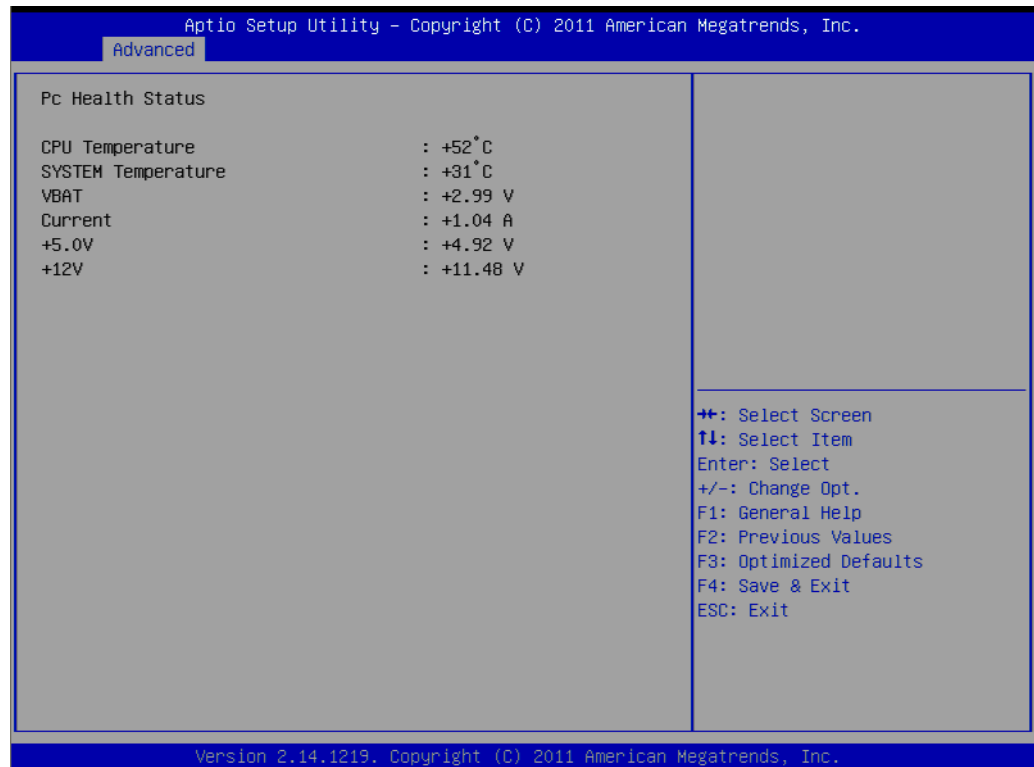 Aptio Setup Utility – Copyright (C) 2011 American Megatrends, Inc.
Advanced
Pc Health Status
CPU Temperature : +52°C
SYSTEM Temperature : +31°C
VBAT : +2.99 V
Current : +1.04 A
+5.0V : +4.92 V
+12V : +11.48 V
→←: Select Screen
↑↓: Select Item
Enter: Select
+/-: Change Opt.
F1: General Help
F2: Previous Values
F3: Optimized Defaults
F4: Save & Exit
ESC: Exit
Version 2.14.1219. Copyright (C) 2011 American Megatrends, Inc.